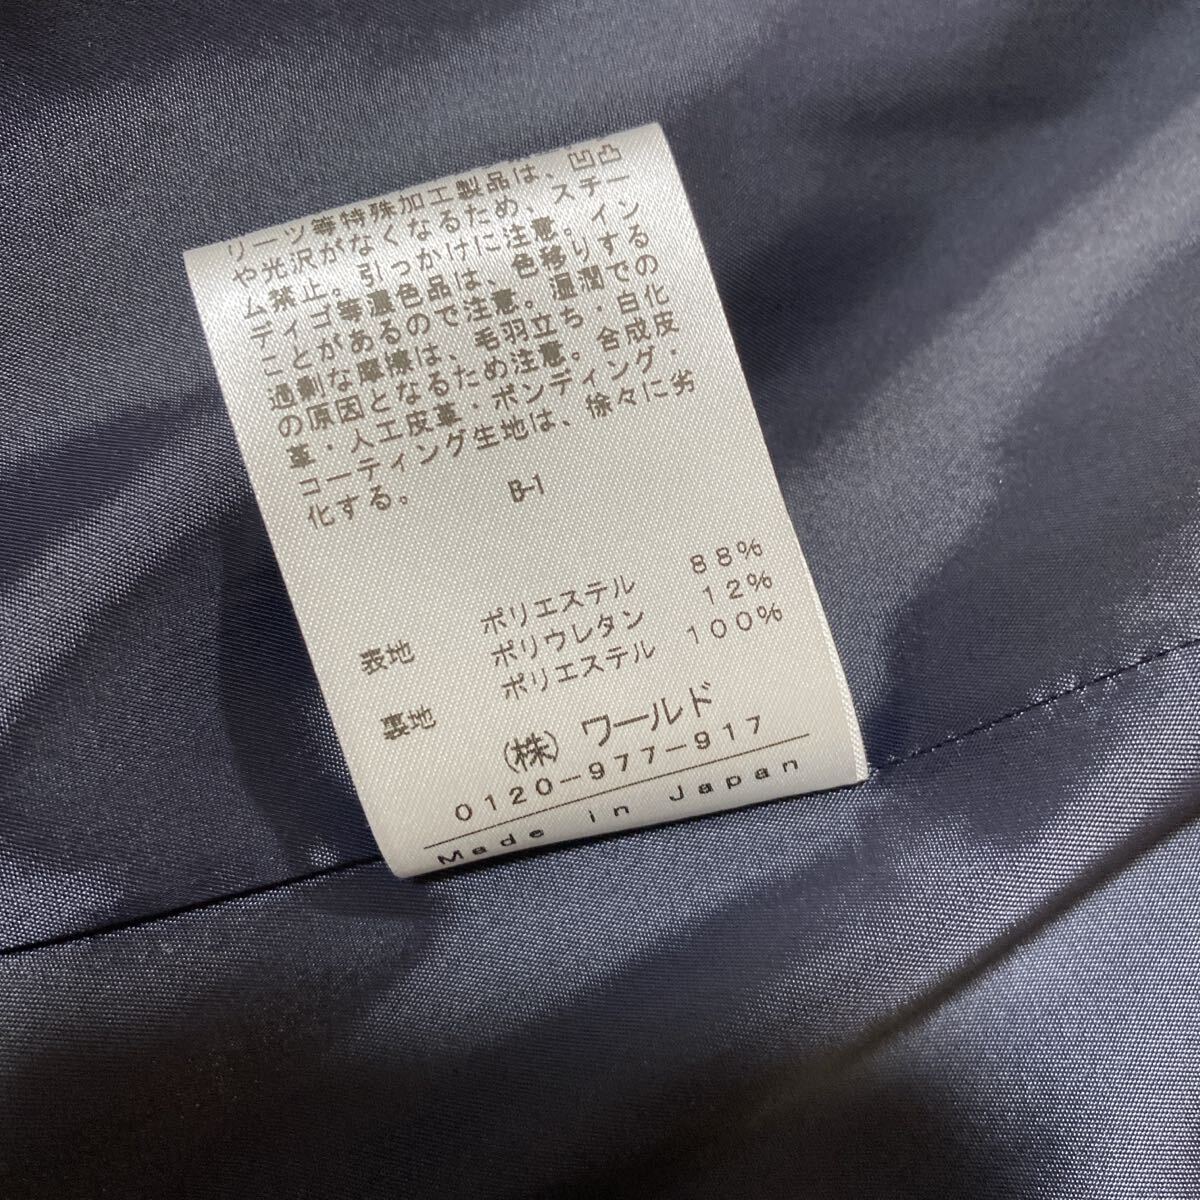 リーツ等特殊加工製品は、凹凸
や光沢がなくなるため、スチー
ム禁止。引っかけに注意。イン
ディゴ等濃色品は、色移りする
ことがあるので注意。湿潤での
過剰な摩擦は、毛羽立ち・白化
の原因となるため注意。合成皮
革・人工皮革・ボンディング・
コーティング生地は、徐々に劣
化する。 B-1
表地 ポリエステル 88%
ポリウレタン 12%
裏地 ポリエステル 100%
(株) ワールド
0120-977-917
Made in Japan